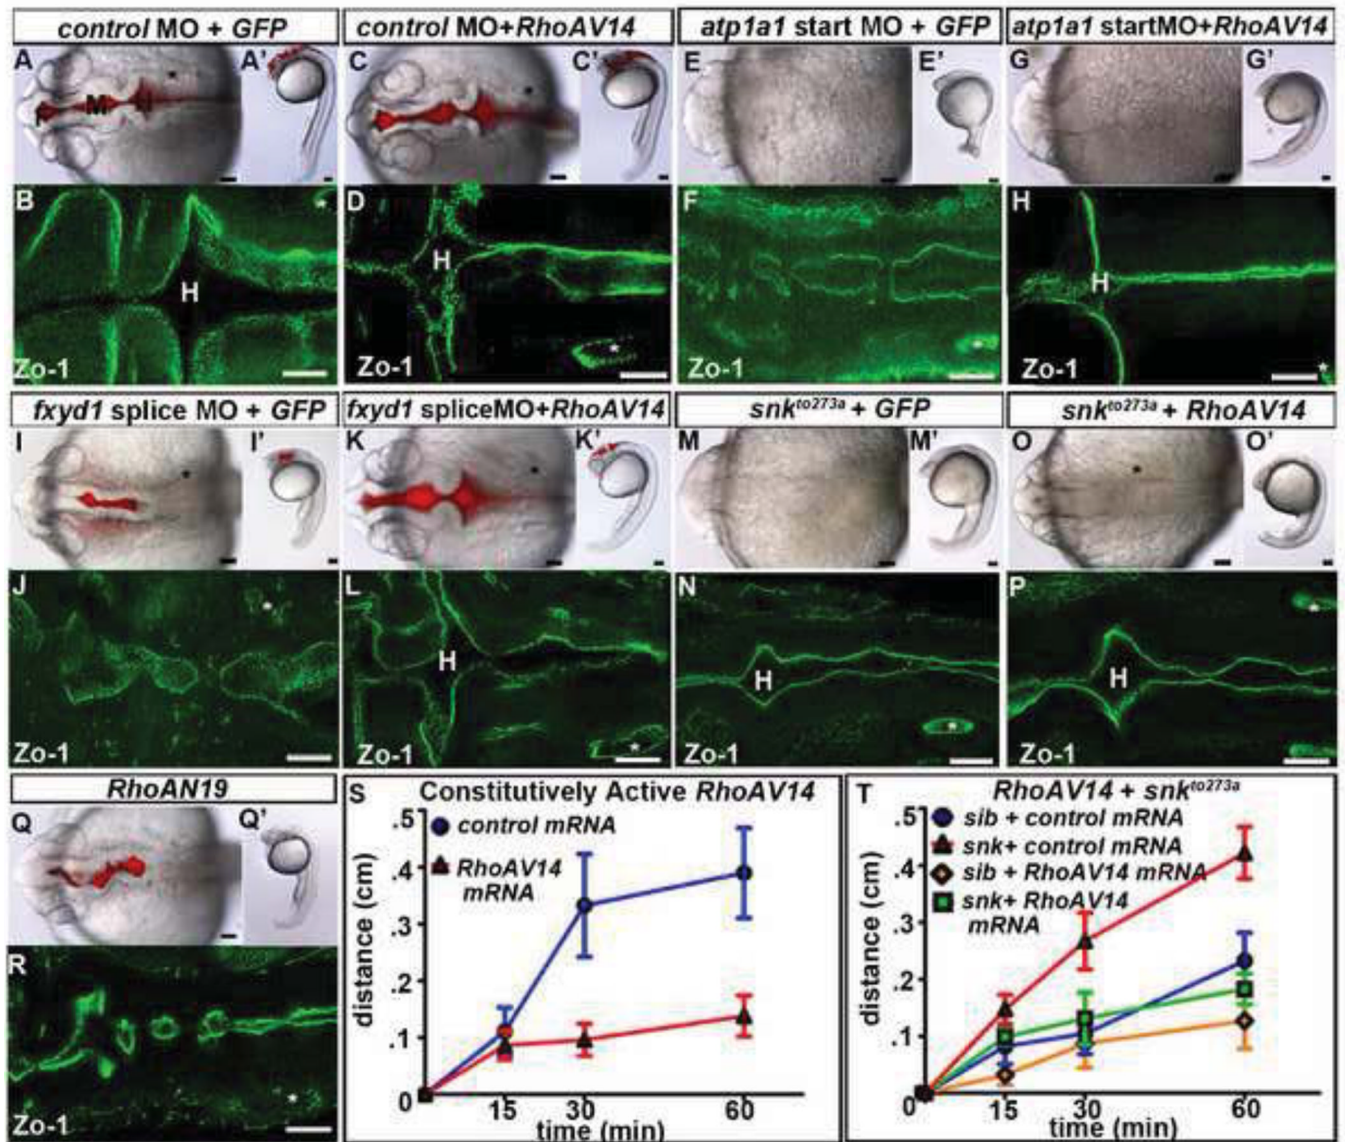 control MO + GFP
control MO+RhoAV14
atp1a1 start MO + GFP
atp1a1 startMO+RhoAV14
A
M
H
*
A'
C
*
C'
E
E'
G
G'
B
H
*
Zo-1
D
H
*
Zo-1
F
*
Zo-1
H
H
*
Zo-1
fxyd1 splice MO + GFP
fxyd1 spliceMO+RhoAV14
snkto273a + GFP
snkto273a + RhoAV14
I
*
I'
K
*
K'
M
M'
O
*
O'
J
*
Zo-1
L
H
*
Zo-1
N
H
*
Zo-1
P
H
*
*
Zo-1
RhoAN19
Q
Q'
R
*
Zo-1
S Constitutively Active RhoAV14
control mRNA
RhoAV14
mRNA
distance (cm)
.5
.4
.3
.2
.1
0
15 30 60
time (min)
T RhoAV14 + snkto273a
sib + control mRNA
snk+ control mRNA
sib + RhoAV14 mRNA
snk+ RhoAV14
mRNA
distance (cm)
.5
.4
.3
.2
.1
0
15 30 60
time (min)